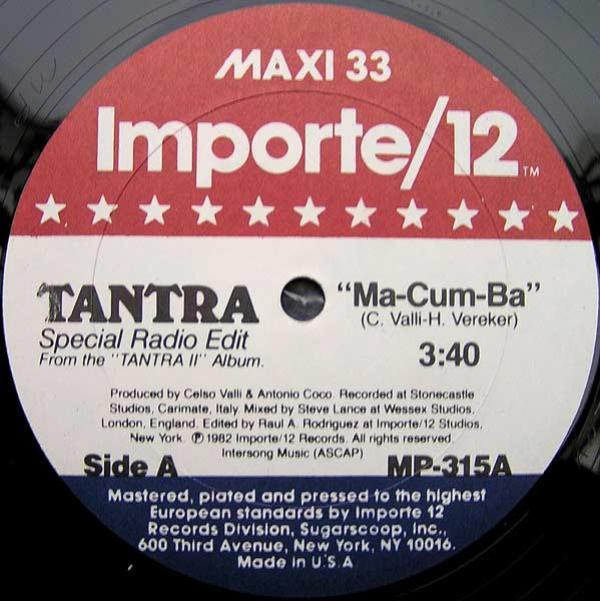 MAXI 33
Importe/12 TM
TANTRA
Special Radio Edit
From the "TANTRA II" Album.
"Ma-Cum-Ba"
(C. Valli-H. Vereker)
3:40
Produced by Celso Valli & Antonio Coco. Recorded at Stonecastle
Studios, Carimate, Italy. Mixed by Steve Lance at Wessex Studios,
London, England. Edited by Raul A. Rodriguez at Importe/12 Studios,
New York. ℗ 1982 Importe/12 Records. All rights reserved.
Intersong Music (ASCAP)
Side A
MP-315A
Mastered, plated and pressed to the highest
European standards by Importe 12
Records Division, Sugarscoop, Inc.,
600 Third Avenue, New York, NY 10016.
Made in U.S.A